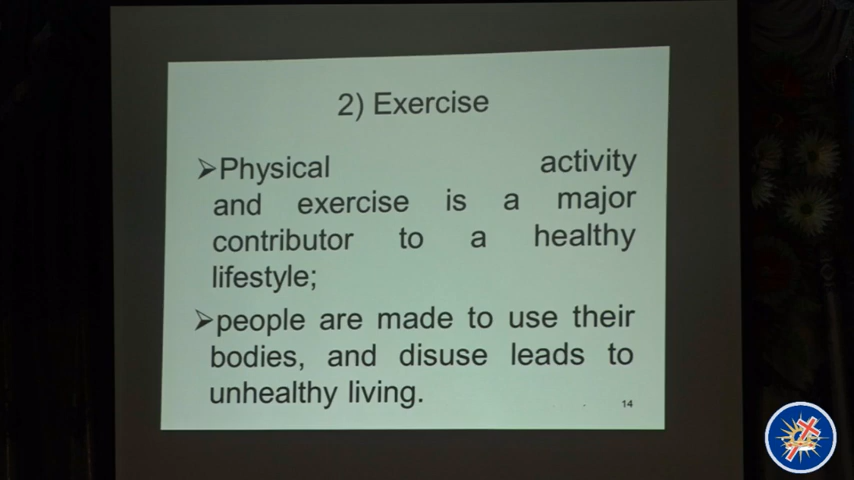 2) Exercise
➢Physical activity
and exercise is a major
contributor to a healthy
lifestyle;
➢people are made to use their
bodies, and disuse leads to
unhealthy living.
14